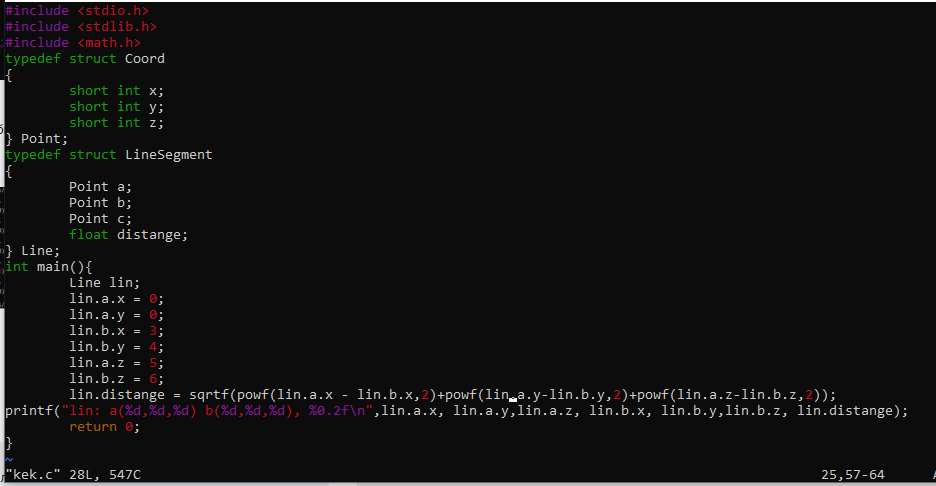 #include <stdio.h>
#include <stdlib.h>
#include <math.h>
typedef struct Coord
{
        short int x;
        short int y;
        short int z;
} Point;
typedef struct LineSegment
{
        Point a;
        Point b;
        Point c;
        float distange;
} Line;
int main(){
        Line lin;
        lin.a.x = 0;
        lin.a.y = 0;
        lin.b.x = 3;
        lin.b.y = 4;
        lin.a.z = 5;
        lin.b.z = 6;
        lin.distange = sqrtf(powf(lin.a.x - lin.b.x,2)+powf(lin.a.y-lin.b.y,2)+powf(lin.a.z-lin.b.z,2));
printf("lin: a(%d,%d,%d) b(%d,%d,%d), %0.2f\n",lin.a.x, lin.a.y,lin.a.z, lin.b.x, lin.b.y,lin.b.z, lin.distange);
        return 0;
}
~
"kek.c" 28L, 547C 25,57-64